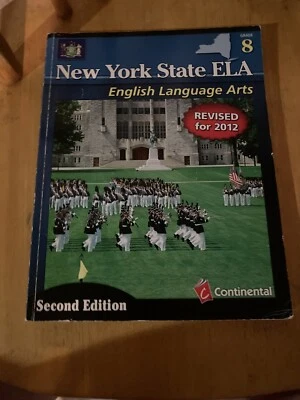 GRADE
8
New York State ELA
English Language Arts
REVISED
for 2012
Continental
Second Edition